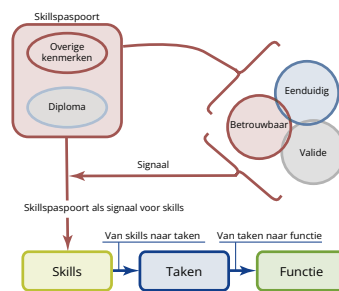 Skillspaspoort
Overige
kenmerken
Diploma
Eenduidig
Betrouwbaar
Valide
Signaal
Skillspaspoort als signaal voor skills
Van skills naar taken
Van taken naar functie
Skills
Taken
Functie